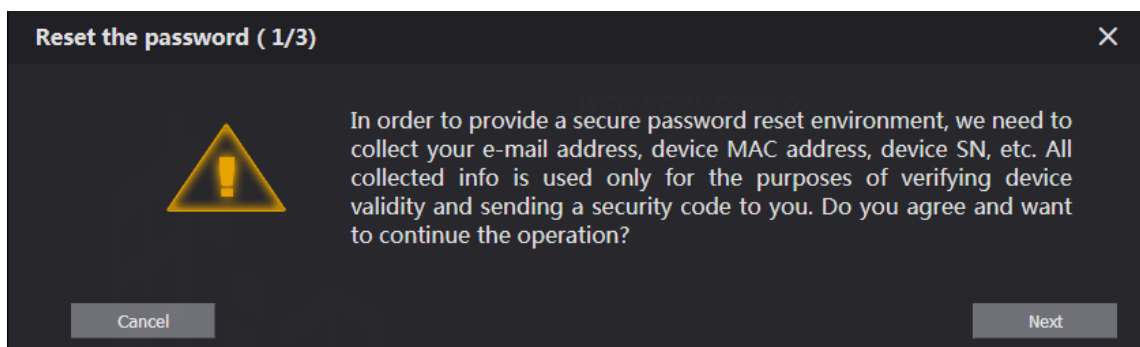 Reset the password ( 1/3)
In order to provide a secure password reset environment, we need to
collect your e-mail address, device MAC address, device SN, etc. All
collected info is used only for the purposes of verifying device
validity and sending a security code to you. Do you agree and want
to continue the operation?
Cancel
Next